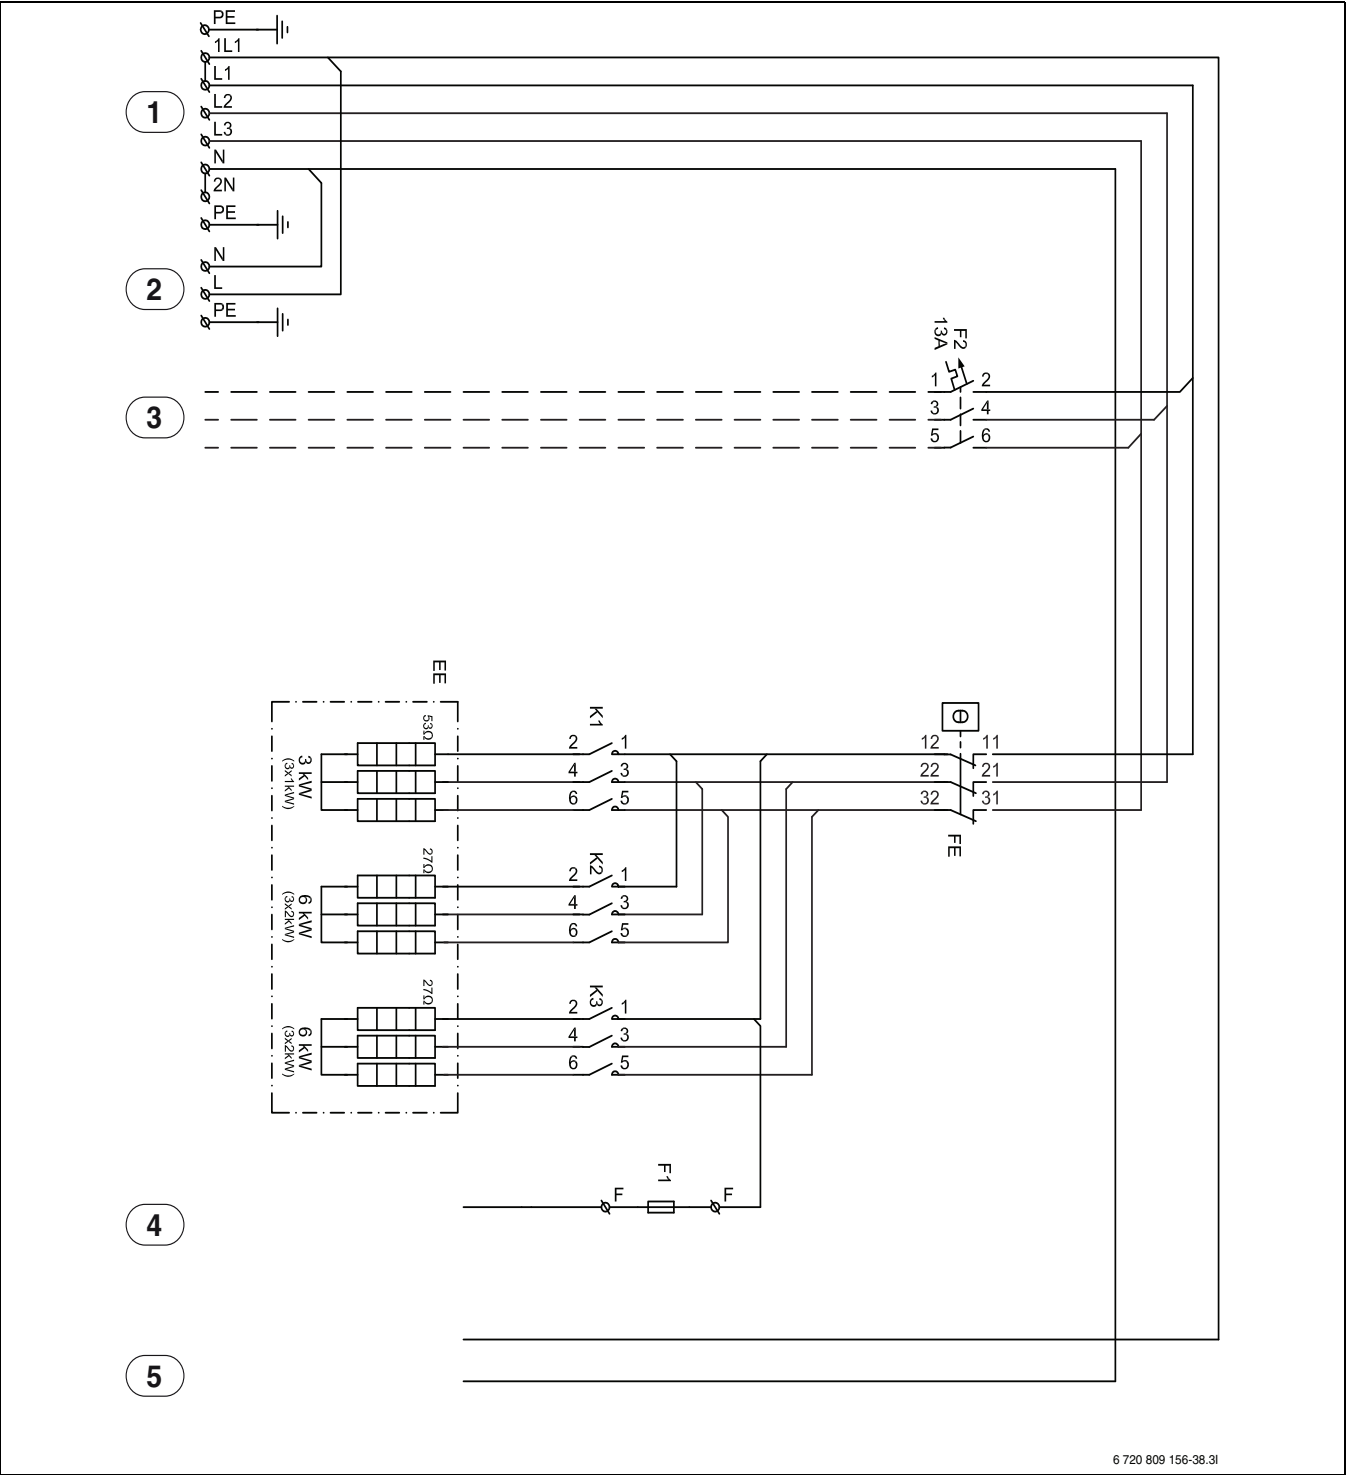 PE
1L1
L1
1
L2
L3
N
2N
PE
N
2
L
PE
F2
13A
1 2
3
3 4
5 6
EE
53Ω
3 kW
(3x1kW)
K1
2 1
4 3
6 5
12 11
22 21
32 31
FE
27Ω
6 kW
(3x2kW)
K2
2 1
4 3
6 5
27Ω
6 kW
(3x2kW)
K3
2 1
4 3
6 5
F1
F F
4
5
6 720 809 156-38.3I